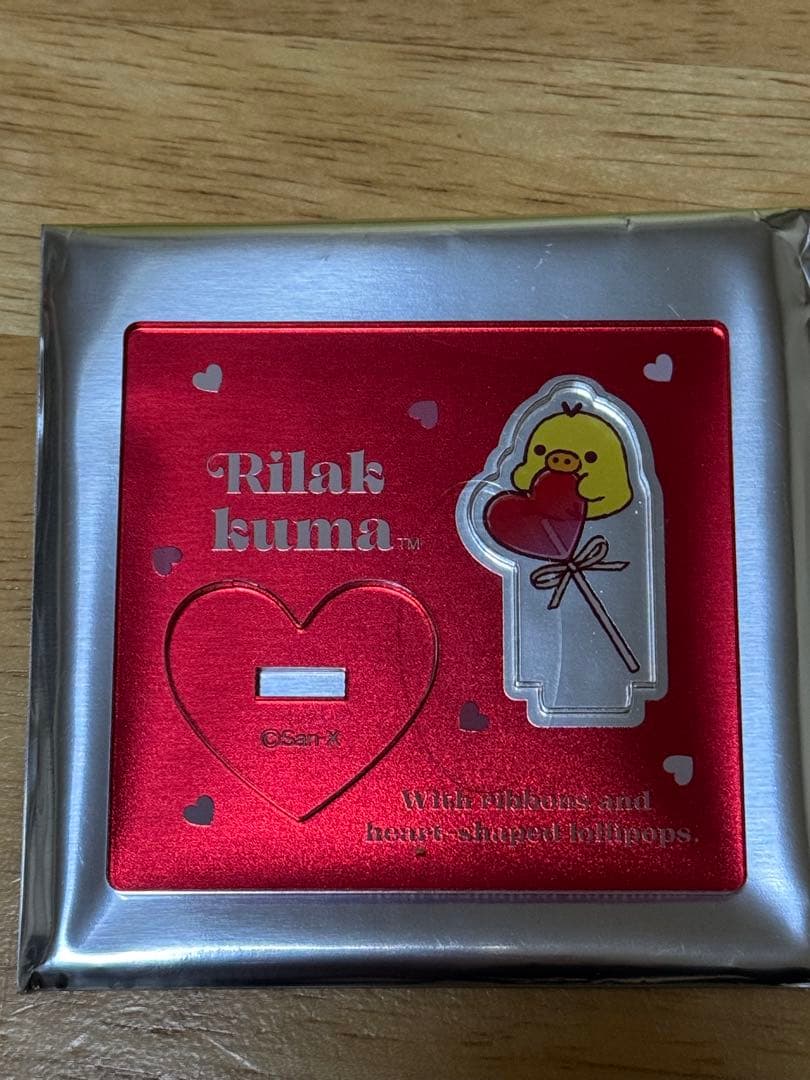 Rilak
kuma™
©San-X
With ribbons and
heart-shaped lollipops.